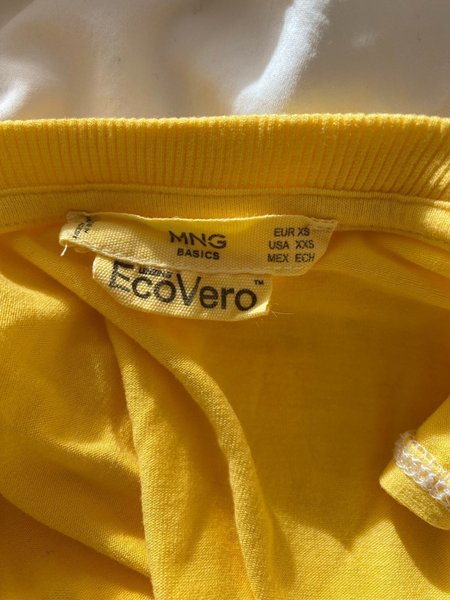 MNG
BASICS
EUR XS
USA XXS
MEX ECH
EcoVero™